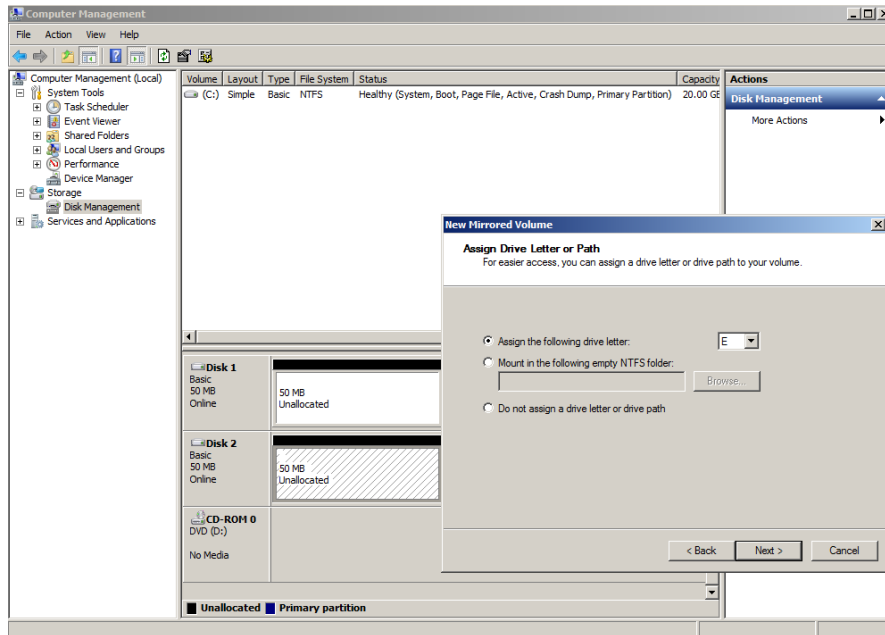 Computer Management
File Action View Help
Computer Management (Local)
System Tools
Task Scheduler
Event Viewer
Shared Folders
Local Users and Groups
Performance
Device Manager
Storage
Disk Management
Services and Applications
Volume Layout Type File System Status Capacity
(C:) Simple Basic NTFS Healthy (System, Boot, Page File, Active, Crash Dump, Primary Partition) 20.00 GB
Actions
Disk Management
More Actions
New Mirrored Volume
Assign Drive Letter or Path
For easier access, you can assign a drive letter or drive path to your volume.
Assign the following drive letter: E
Mount in the following empty NTFS folder:
Browse...
Do not assign a drive letter or drive path
< Back Next > Cancel
Disk 1
Basic
50 MB
Online
50 MB
Unallocated
Disk 2
Basic
50 MB
Online
50 MB
Unallocated
CD-ROM 0
DVD (D:)
No Media
Unallocated Primary partition